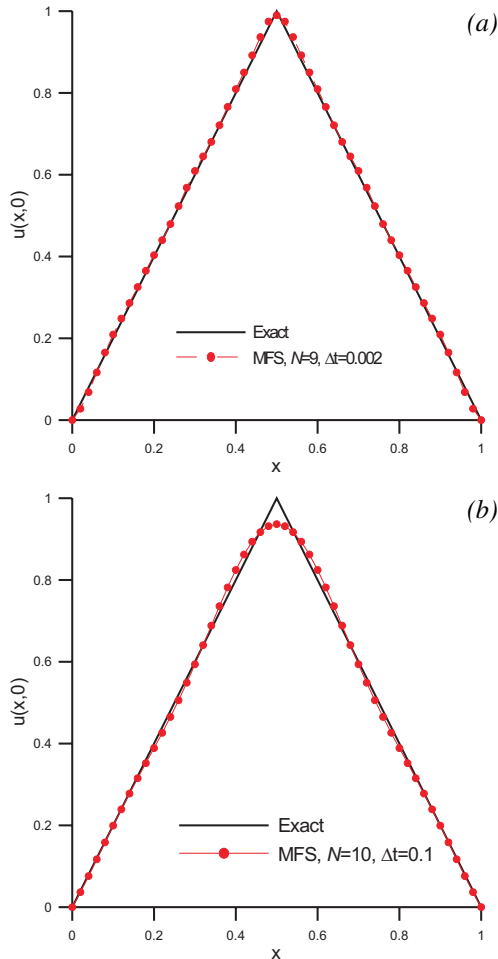 (a)
1
0.8
0.6
0.4
0.2
0
u(x,0)
Exact
MFS, N=9, Δt=0.002
0 0.2 0.4 0.6 0.8 1
x
(b)
1
0.8
0.6
0.4
0.2
0
u(x,0)
Exact
MFS, N=10, Δt=0.1
0 0.2 0.4 0.6 0.8 1
x